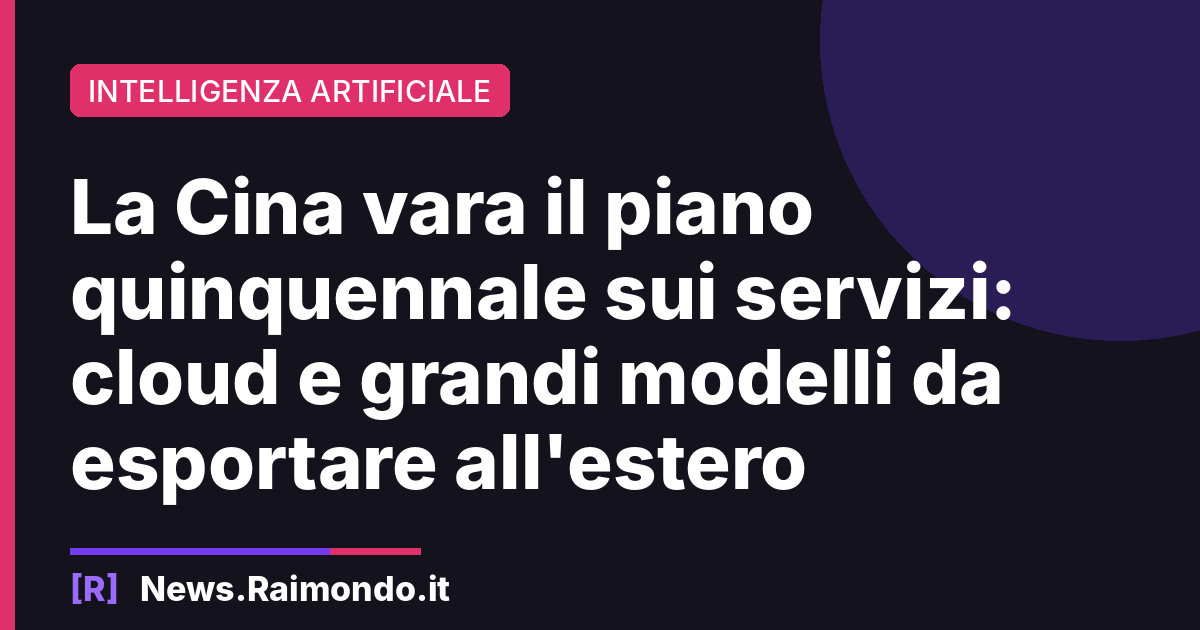 INTELLIGENZA ARTIFICIALE
La Cina vara il piano
quinquennale sui servizi:
cloud e grandi modelli da
esportare all'estero
[R] News.Raimondo.it